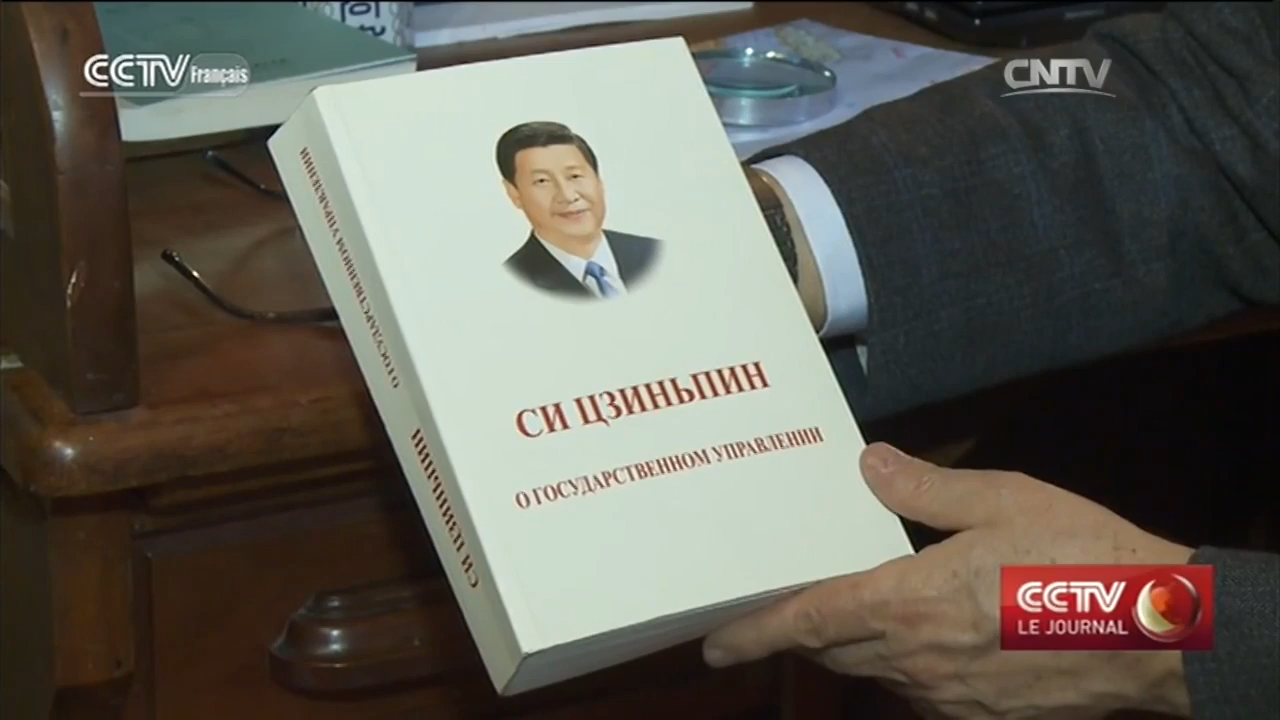 CCTV Français
CNTV
СИ ЦЗИНЬПИН
О ГОСУДАРСТВЕННОМ УПРАВЛЕНИИ
СИ ЦЗИНЬПИН
О ГОСУДАРСТВЕННОМ УПРАВЛЕНИИ
CCTV
LE JOURNAL